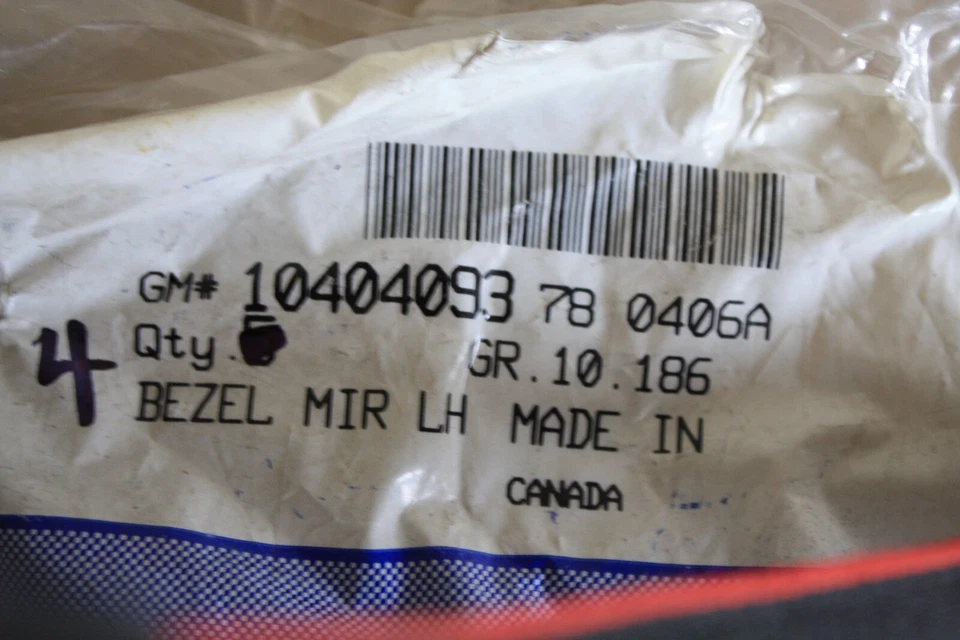 GM# 10404093 78 0406A
4 Qty. GR.10.186
BEZEL MIR LH MADE IN
CANADA